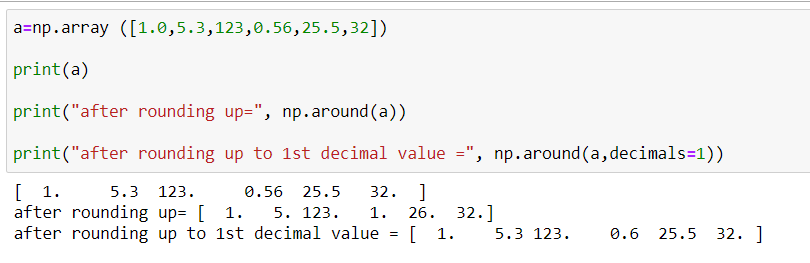 a=np.array ([1.0,5.3,123,0.56,25.5,32])
print(a)
print("after rounding up=", np.around(a))
print("after rounding up to 1st decimal value =", np.around(a,decimals=1))
[  1.     5.3  123.     0.56  25.5   32.  ]
after rounding up= [  1.   5. 123.   1.  26.  32.]
after rounding up to 1st decimal value = [  1.    5.3 123.    0.6  25.5  32. ]